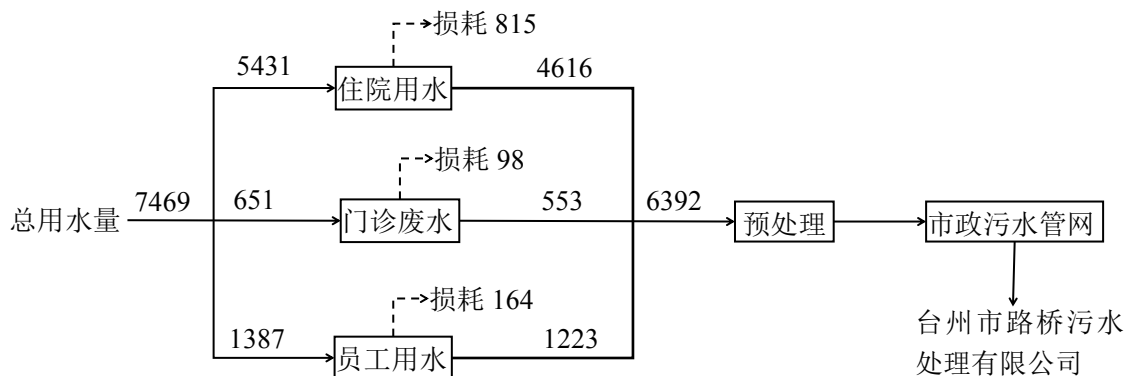 损耗 815
5431
4616
住院用水
损耗 98
总用水量
7469
651
门诊废水
553
6392
预处理
市政污水管网
损耗 164
1387
员工用水
1223
台州市路桥污水
处理有限公司